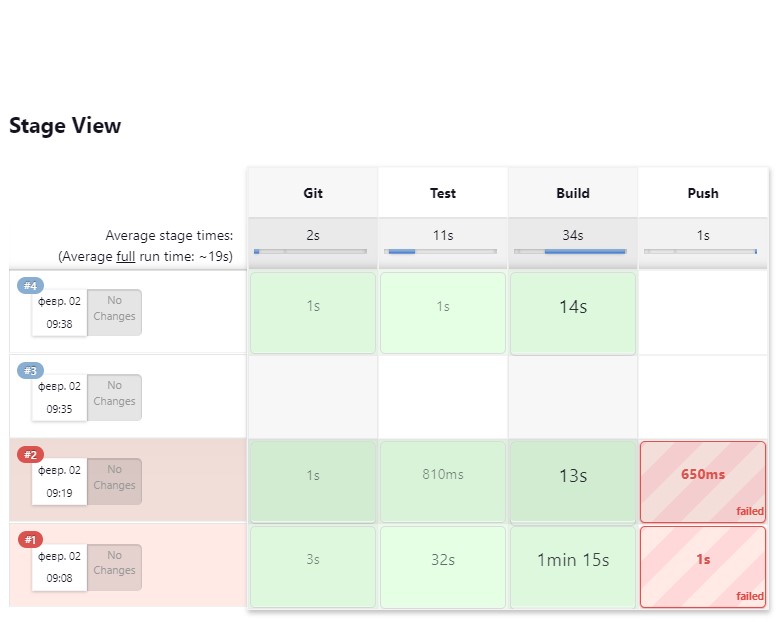 Stage View
Git Test Build Push
Average stage times: 2s 11s 34s 1s
(Average full run time: ~19s)
#4
февр. 02 No
Changes
09:38
1s 1s 14s
#3
февр. 02 No
Changes
09:35
#2
февр. 02 No
Changes
09:19
1s 810ms 13s 650ms
failed
#1
февр. 02 No
Changes
09:08
3s 32s 1min 15s 1s
failed